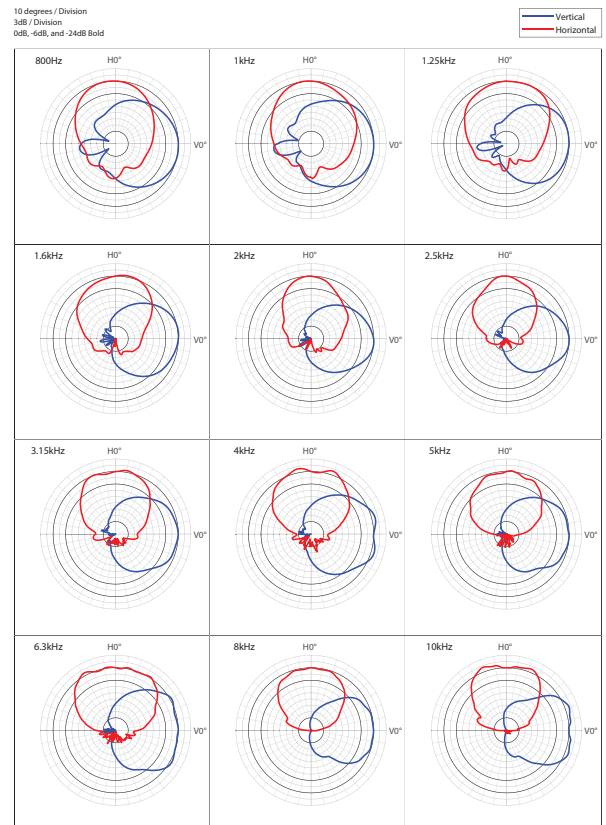 10 degrees / Division
3dB / Division
0dB, -6dB, and -24dB Bold
Vertical
Horizontal
800Hz
H0°
V0°
1kHz
H0°
V0°
1.25kHz
H0°
V0°
1.6kHz
H0°
V0°
2kHz
H0°
V0°
2.5kHz
H0°
V0°
3.15kHz
H0°
V0°
4kHz
H0°
V0°
5kHz
H0°
V0°
6.3kHz
H0°
V0°
8kHz
H0°
V0°
10kHz
H0°
V0°